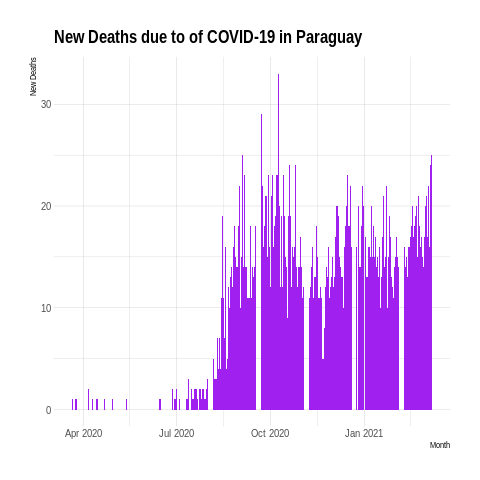 New Deaths due to of COVID-19 in Paraguay
New Deaths
30
20
10
0
Apr 2020 Jul 2020 Oct 2020 Jan 2021
Month